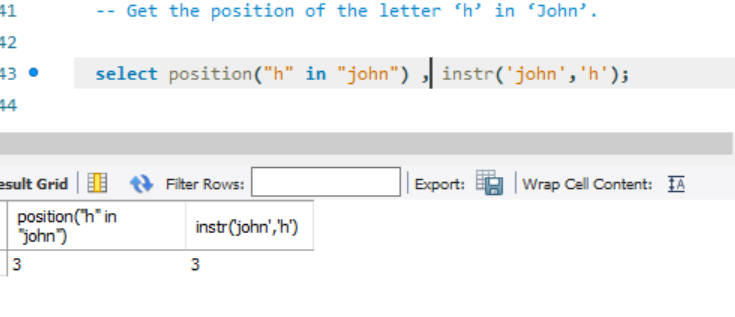 41 -- Get the position of the letter ‘h’ in ‘John’.
42
43 select position("h" in "john") , instr('john','h');
44
esult Grid Filter Rows: Export: Wrap Cell Content: IA
position("h" in
"john") instr('john','h')
3 3